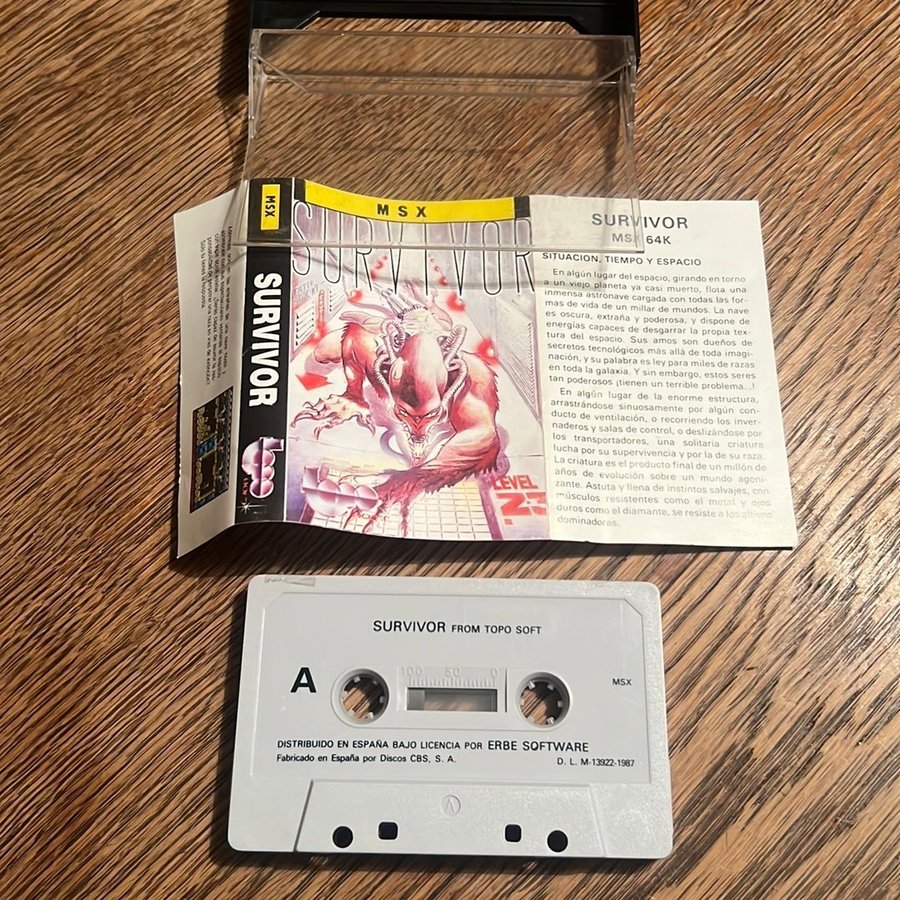 MSX
SURVIVOR
topo
MSX
SURVIVOR
LEVEL
SURVIVOR
MSX 64K
SITUACION, TIEMPO Y ESPACIO
En algún lugar del espacio, girando en torno
a un viejo planeta ya casi muerto, flota una
inmensa astronave cargada con todas las for-
mas de vida de un millar de mundos. La nave
es oscura, extraña y poderosa, y dispone de
energías capaces de desgarrar la propia tex-
tura del espacio. Sus amos son dueños de
secretos tecnológicos más allá de toda imagi-
nación, y su palabra es ley para miles de razas
en toda la galaxia. Y sin embargo, estos seres
tan poderosos ¡tienen un terrible problema...!
En algún lugar de la enorme estructura,
arrastrándose sinuosamente por algún con-
ducto de ventilación, o recorriendo los inver-
naderos y salas de control, o deslizándose por
los transportadores, una solitaria criatura
lucha por su supervivencia y por la de su raza.
La criatura es el producto final de un millón de
años de evolución sobre un mundo agoni-
zante. Astuta y llena de instintos salvajes, con
músculos resistentes como el metal y ojos
duros como el diamante, se resiste a los altivos
dominadores.
SURVIVOR FROM TOPO SOFT
A
100 50 0
MSX
DISTRIBUIDO EN ESPAÑA BAJO LICENCIA POR ERBE SOFTWARE
Fabricado en España por Discos CBS, S. A.
D. L. M-13922-1987